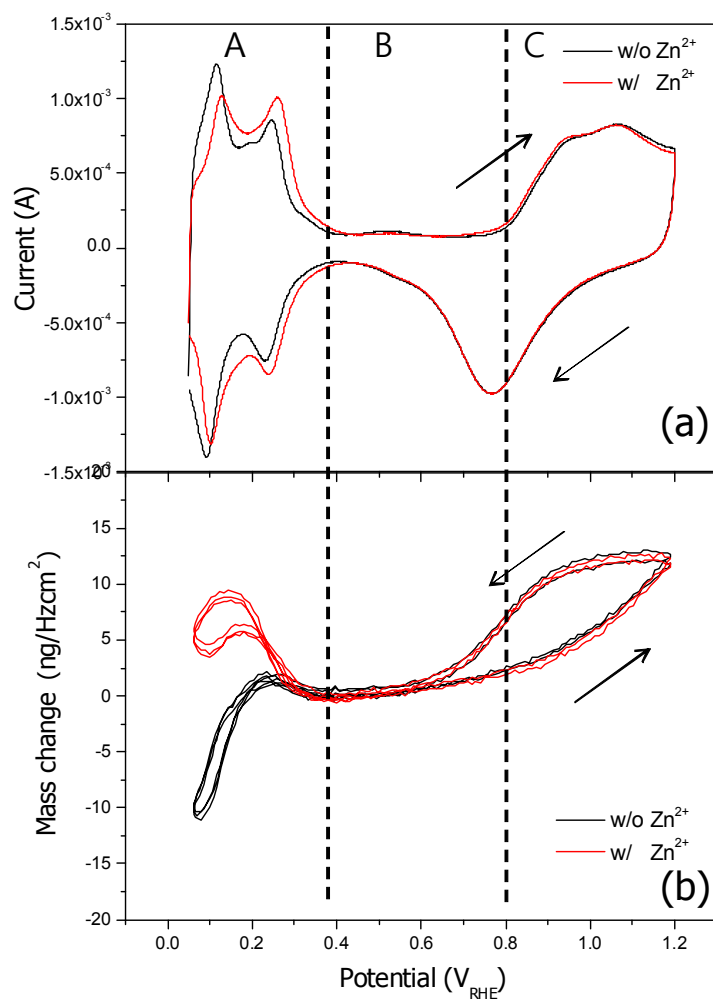 A B C
w/o Zn²⁺
w/ Zn²⁺
1.5x10⁻³
1.0x10⁻³
5.0x10⁻⁴
0.0
-5.0x10⁻⁴
-1.0x10⁻³
-1.5x10⁻³
Current (A)
(a)
20
15
10
5
0
-5
-10
-15
-20
Mass change (ng/Hzcm²)
w/o Zn²⁺
w/ Zn²⁺
(b)
0.0 0.2 0.4 0.6 0.8 1.0 1.2
Potential (V_RHE)